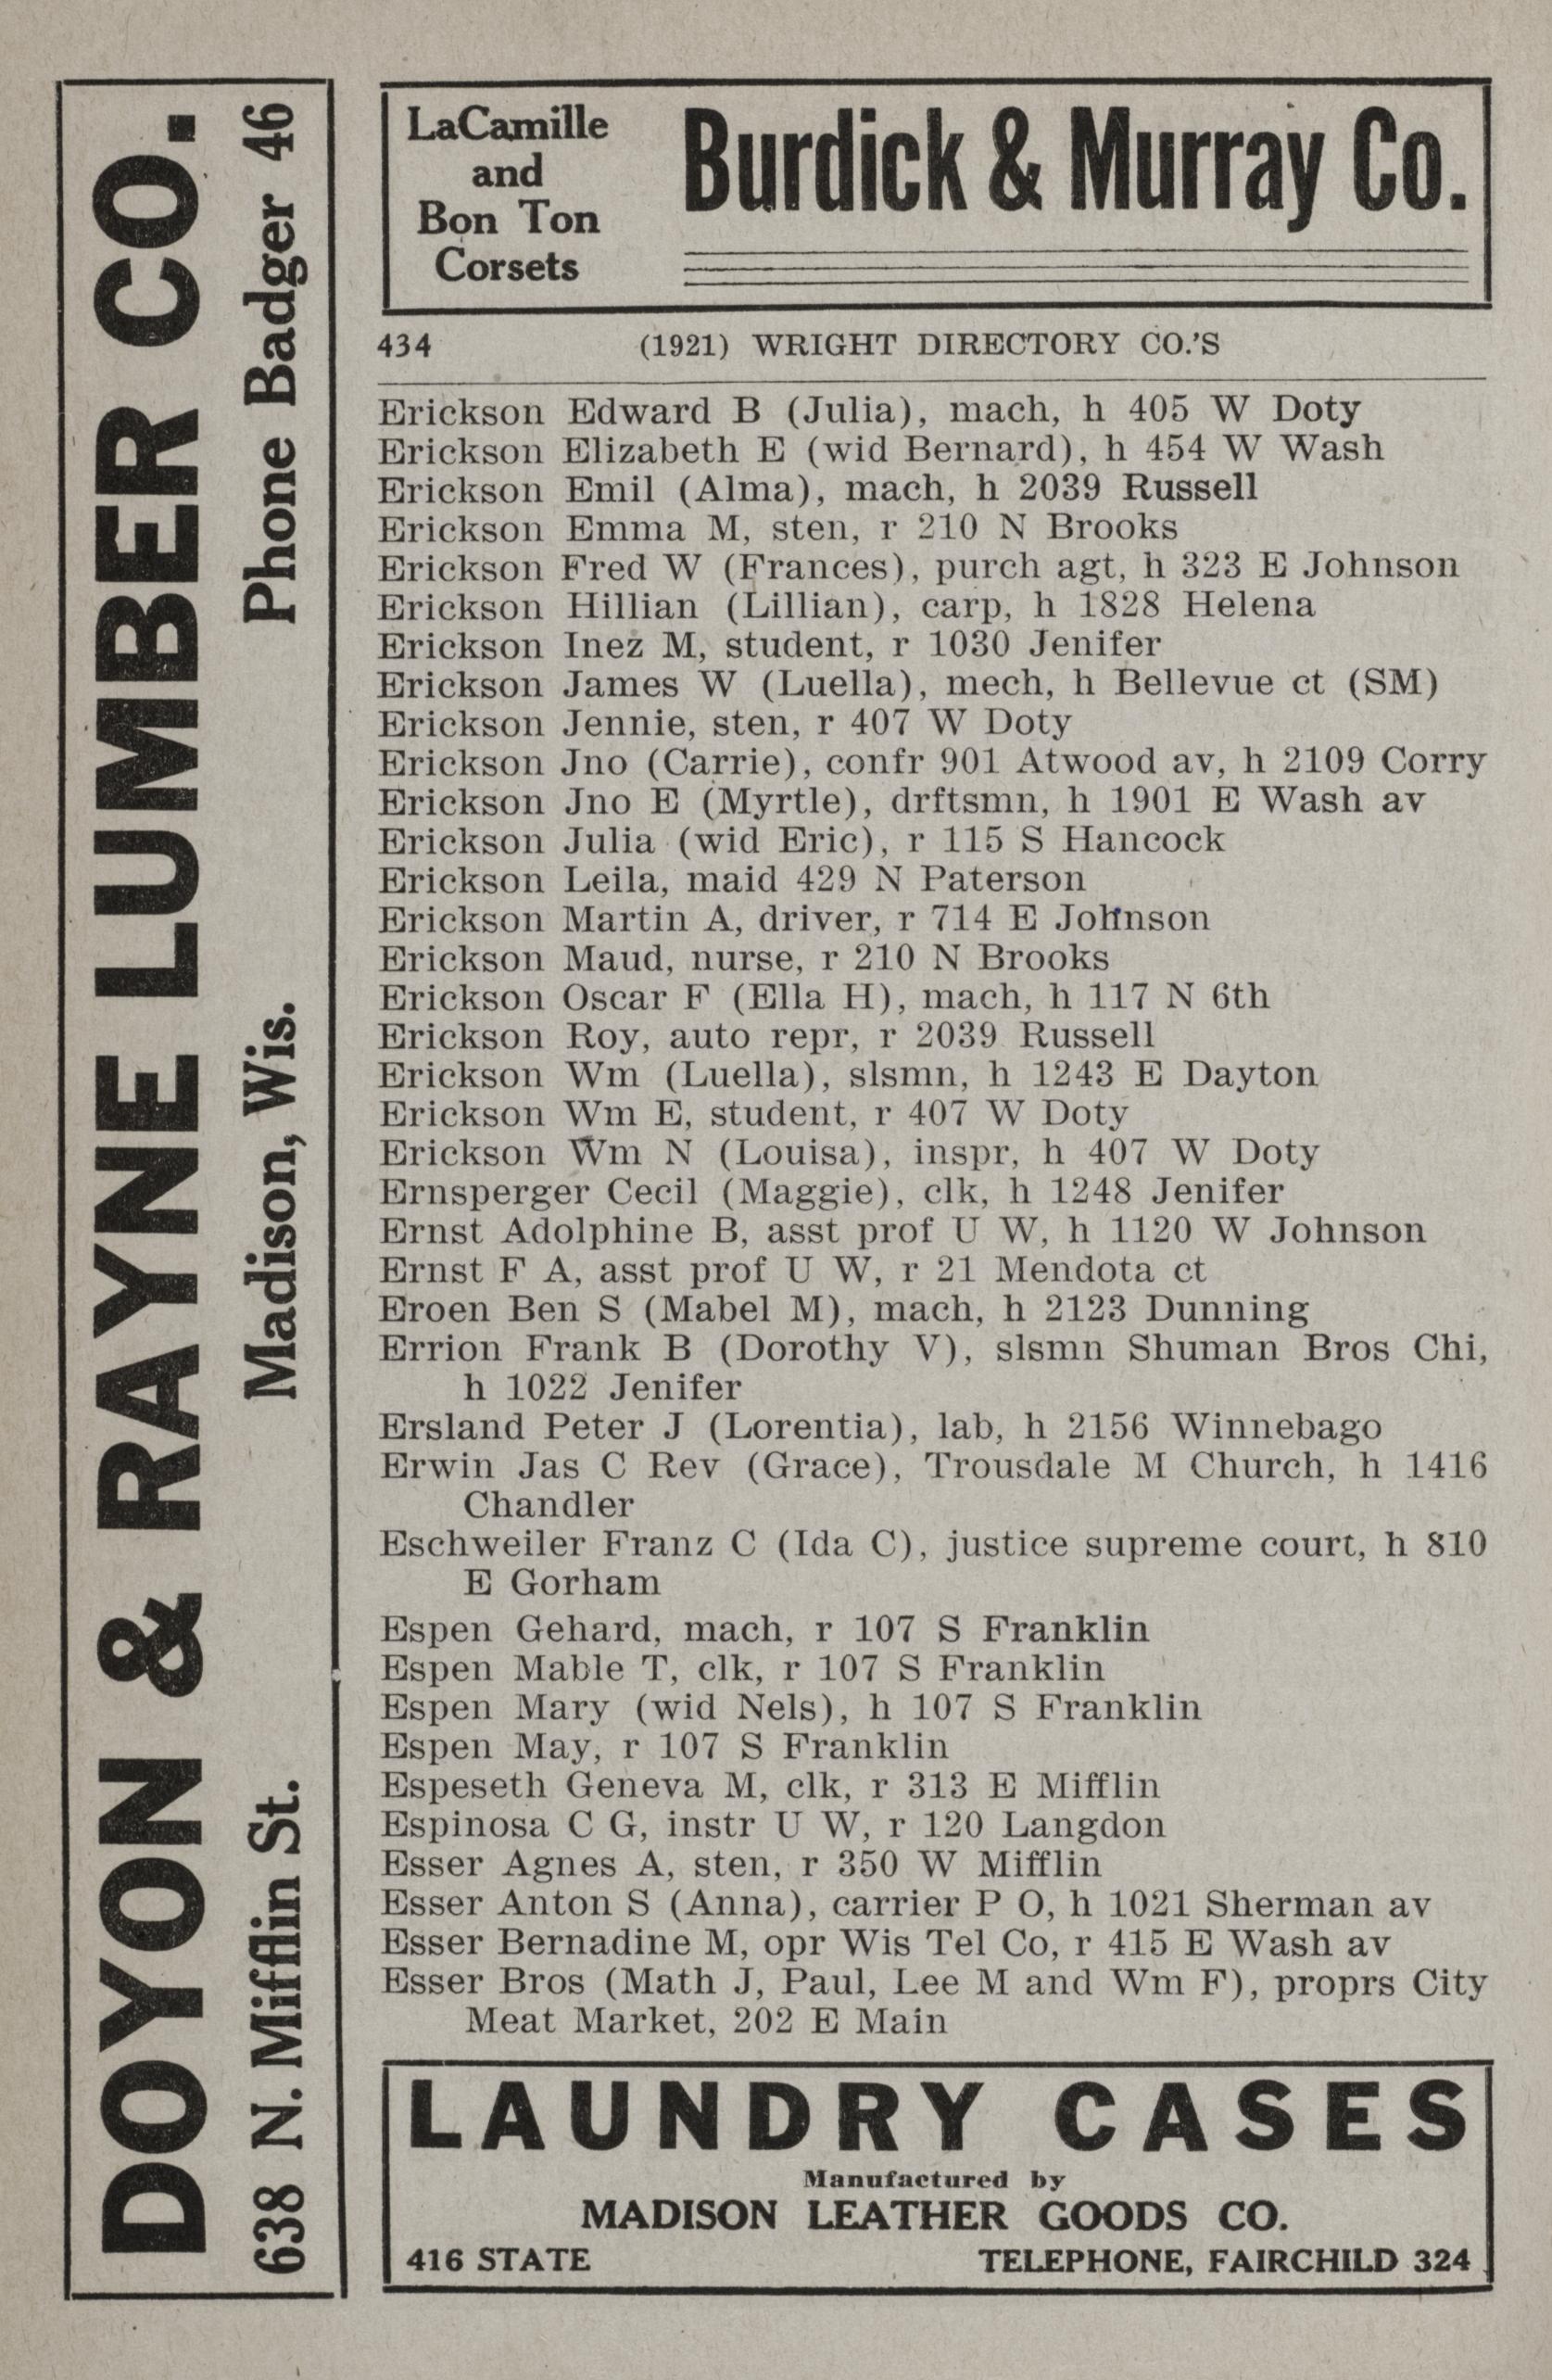 DOYON & RAYNE LUMBER CO.
638 N. Mifflin St. Madison, Wis. Phone Badger 46
LaCamille
and
Bon Ton
Corsets
Burdick & Murray Co.
434 (1921) WRIGHT DIRECTORY CO.'S
Erickson Edward B (Julia), mach, h 405 W Doty
Erickson Elizabeth E (wid Bernard), h 454 W Wash
Erickson Emil (Alma), mach, h 2039 Russell
Erickson Emma M, sten, r 210 N Brooks
Erickson Fred W (Frances), purch agt, h 323 E Johnson
Erickson Hillian (Lillian), carp, h 1828 Helena
Erickson Inez M, student, r 1030 Jenifer
Erickson James W (Luella), mech, h Bellevue ct (SM)
Erickson Jennie, sten, r 407 W Doty
Erickson Jno (Carrie), confr 901 Atwood av, h 2109 Corry
Erickson Jno E (Myrtle), drftsmn, h 1901 E Wash av
Erickson Julia (wid Eric), r 115 S Hancock
Erickson Leila, maid 429 N Paterson
Erickson Martin A, driver, r 714 E Johnson
Erickson Maud, nurse, r 210 N Brooks
Erickson Oscar F (Ella H), mach, h 117 N 6th
Erickson Roy, auto repr, r 2039 Russell
Erickson Wm (Luella), slsmn, h 1243 E Dayton
Erickson Wm E, student, r 407 W Doty
Erickson Wm N (Louisa), inspr, h 407 W Doty
Ernsperger Cecil (Maggie), clk, h 1248 Jenifer
Ernst Adolphine B, asst prof U W, h 1120 W Johnson
Ernst F A, asst prof U W, r 21 Mendota ct
Eroen Ben S (Mabel M), mach, h 2123 Dunning
Errion Frank B (Dorothy V), slsmn Shuman Bros Chi,
h 1022 Jenifer
Ersland Peter J (Lorentia), lab, h 2156 Winnebago
Erwin Jas C Rev (Grace), Trousdale M Church, h 1416
Chandler
Eschweiler Franz C (Ida C), justice supreme court, h 810
E Gorham
Espen Gehard, mach, r 107 S Franklin
Espen Mable T, clk, r 107 S Franklin
Espen Mary (wid Nels), h 107 S Franklin
Espen May, r 107 S Franklin
Espeseth Geneva M, clk, r 313 E Mifflin
Espinosa C G, instr U W, r 120 Langdon
Esser Agnes A, sten, r 350 W Mifflin
Esser Anton S (Anna), carrier P O, h 1021 Sherman av
Esser Bernadine M, opr Wis Tel Co, r 415 E Wash av
Esser Bros (Math J, Paul, Lee M and Wm F), proprs City
Meat Market, 202 E Main
LAUNDRY CASES
Manufactured by
MADISON LEATHER GOODS CO.
416 STATE TELEPHONE, FAIRCHILD 324